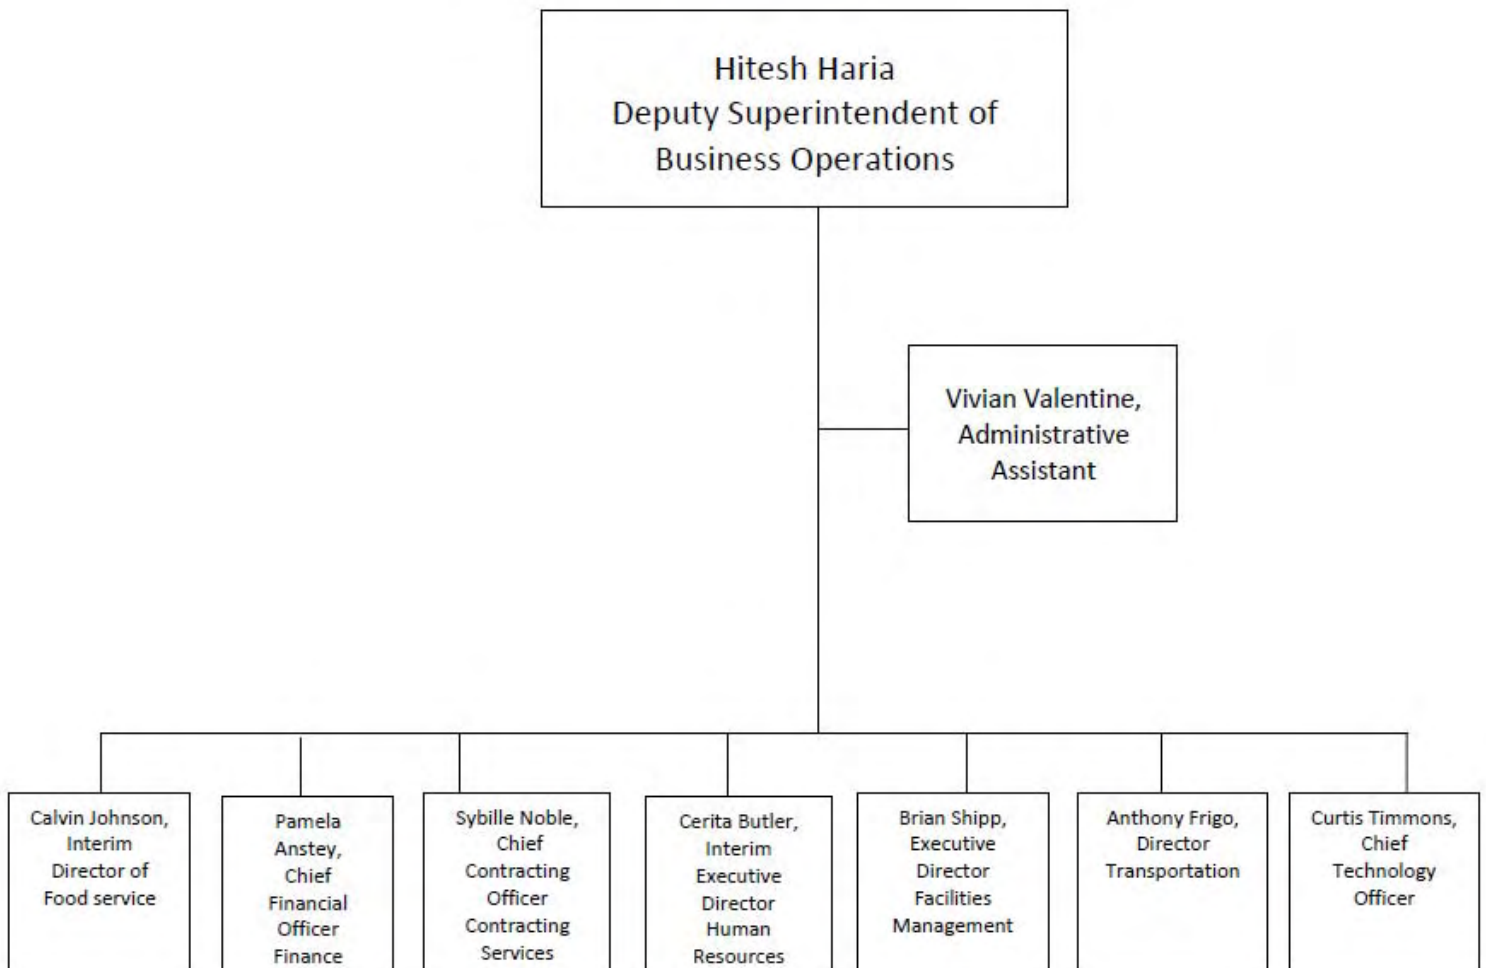 Hitesh Haria
Deputy Superintendent of
Business Operations
Vivian Valentine,
Administrative
Assistant
Calvin Johnson,
Interim
Director of
Food service
Pamela
Anstey,
Chief
Financial
Officer
Finance
Sybille Noble,
Chief
Contracting
Officer
Contracting
Services
Cerita Butler,
Interim
Executive
Director
Human
Resources
Brian Shipp,
Executive
Director
Facilities
Management
Anthony Frigo,
Director
Transportation
Curtis Timmons,
Chief
Technology
Officer